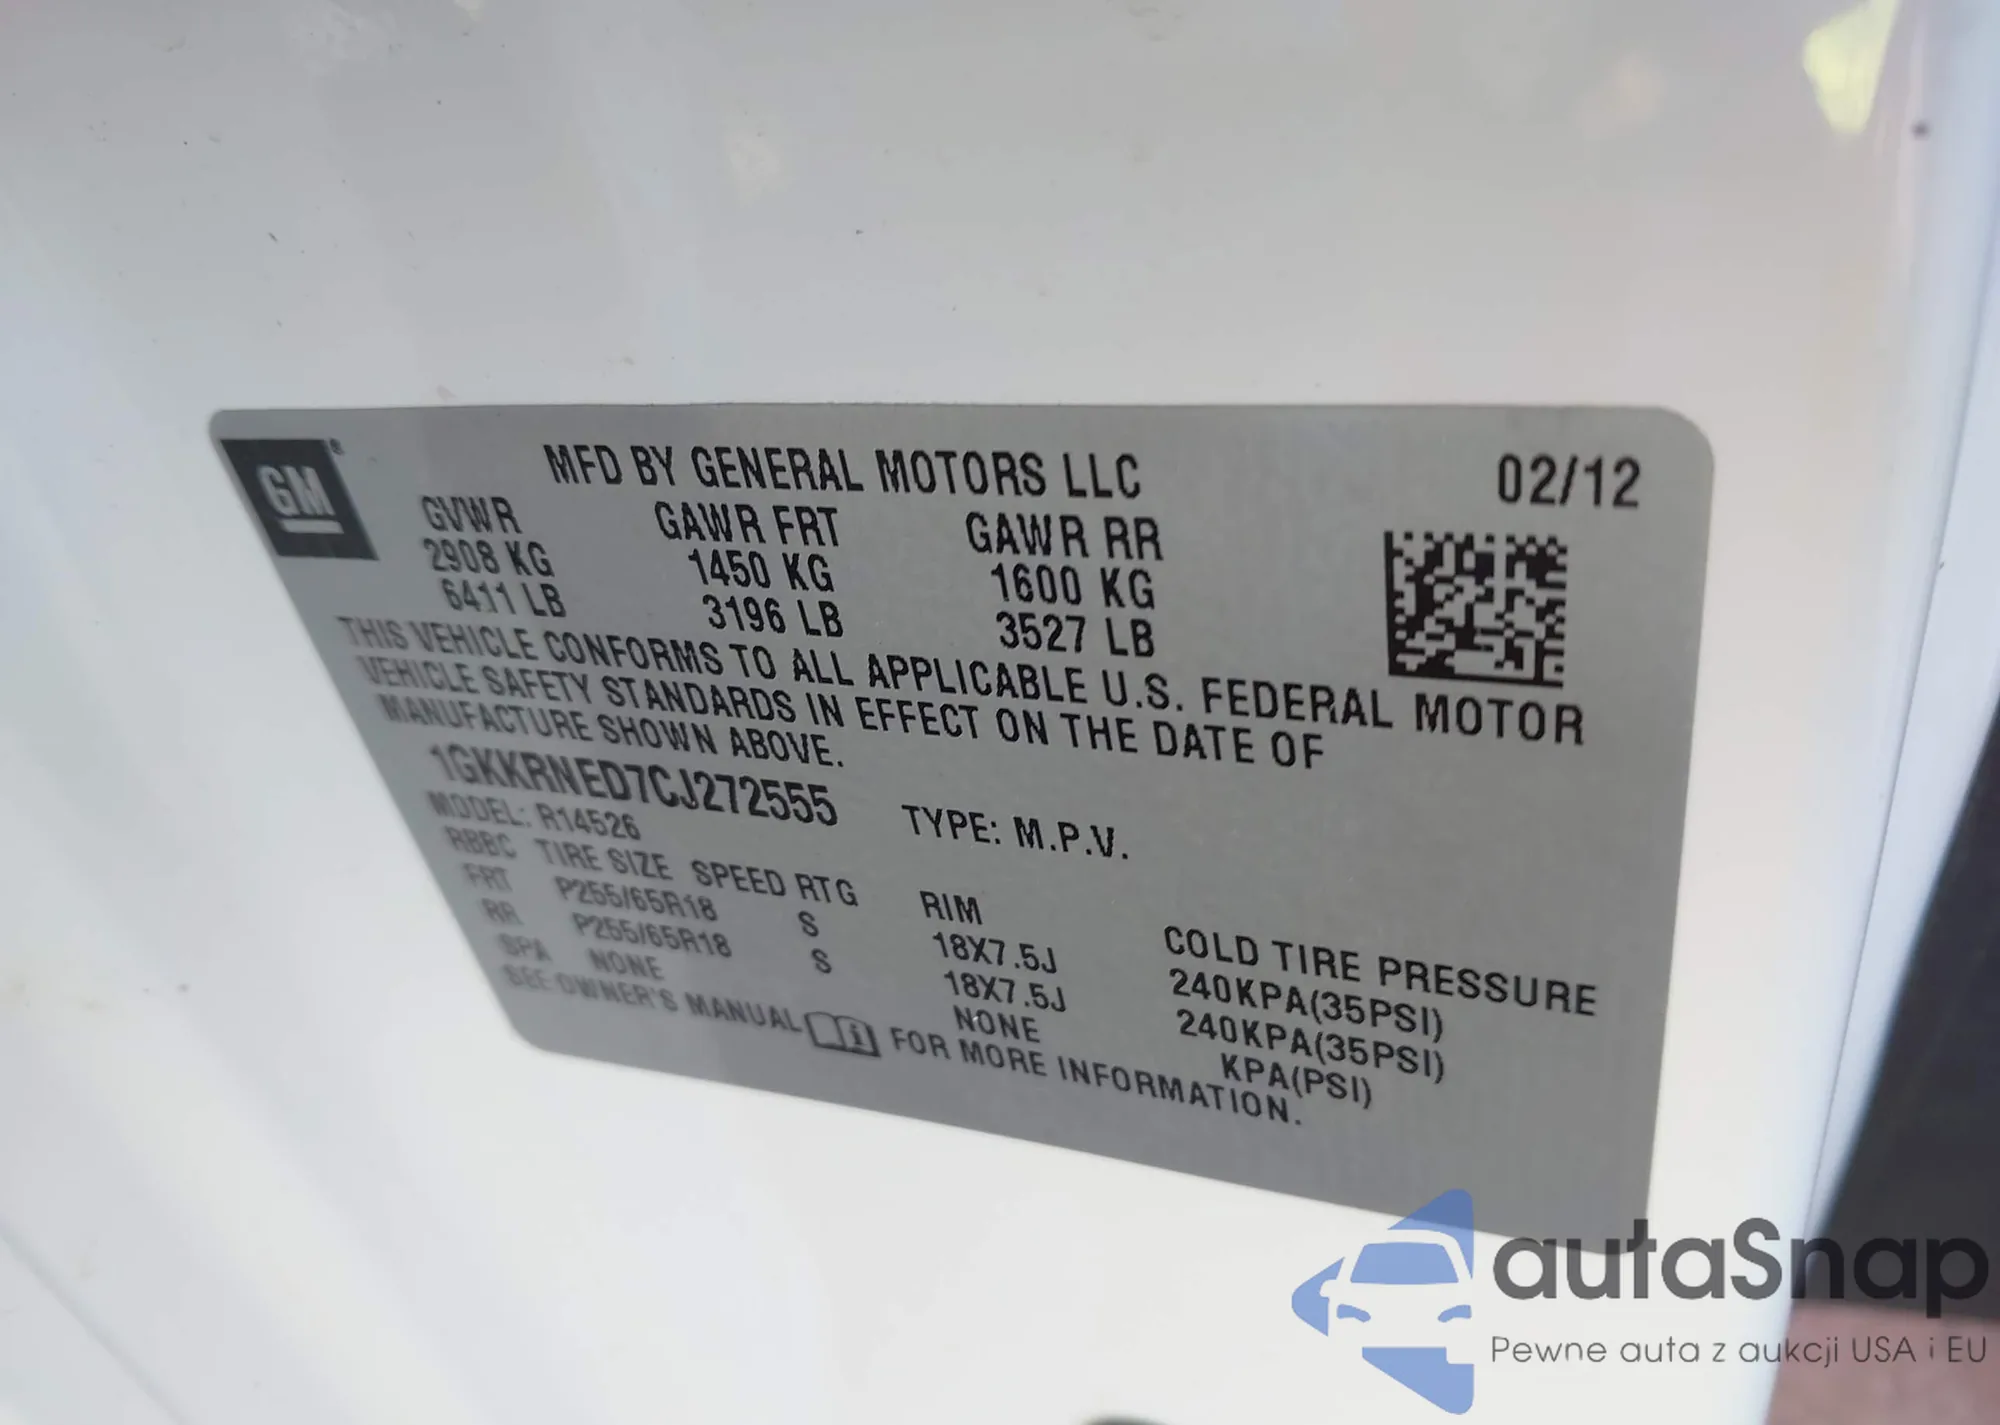 GM®
MFD BY GENERAL MOTORS LLC 02/12
GVWR GAWR FRT GAWR RR
2908 KG 1450 KG 1600 KG
6411 LB 3196 LB 3527 LB
THIS VEHICLE CONFORMS TO ALL APPLICABLE U.S. FEDERAL MOTOR
VEHICLE SAFETY STANDARDS IN EFFECT ON THE DATE OF
MANUFACTURE SHOWN ABOVE.
1GKKRNED7CJ272555 TYPE: M.P.V.
MODEL: R14526
RBBC TIRE SIZE SPEED RTG RIM COLD TIRE PRESSURE
FRT P255/65R18 S 18X7.5J 240KPA(35PSI)
RR P255/65R18 S 18X7.5J 240KPA(35PSI)
SPA NONE NONE KPA(PSI)
SEE OWNER'S MANUAL FOR MORE INFORMATION.
autaSnap
Pewne auta z aukcji USA i EU